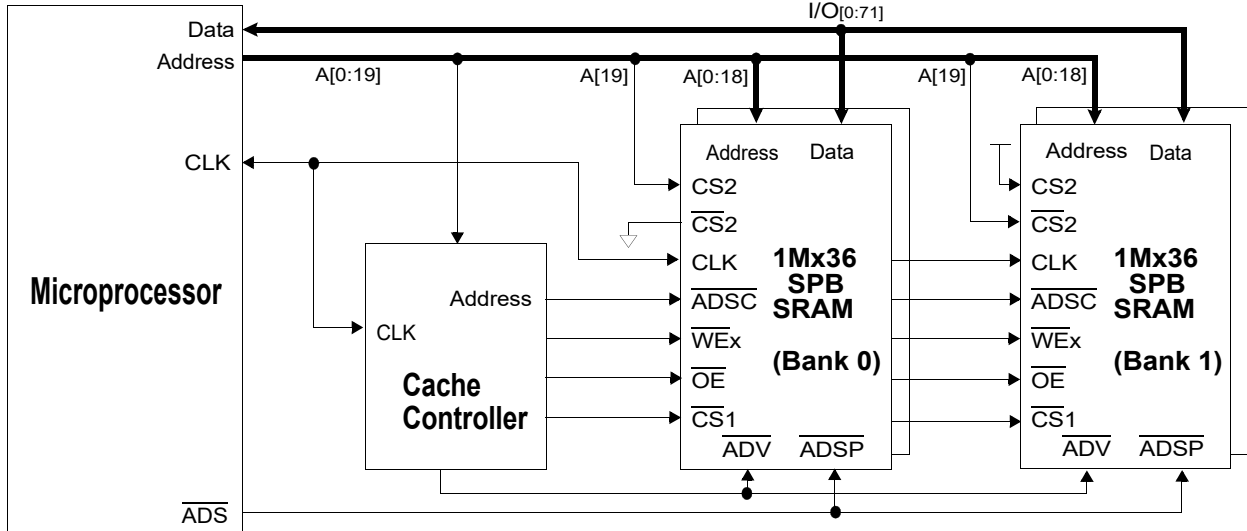 I/O[0:71]
Data
Address
A[0:19]
A[19]
A[0:18]
A[19]
A[0:18]
CLK
Microprocessor
ADS
Address
CLK
Cache
Controller
Address Data
CS2
CS2
CLK
ADSC
WEx
OE
CS1
ADV ADSP
1Mx36
SPB
SRAM
(Bank 0)
Address Data
CS2
CS2
CLK
ADSC
WEx
OE
CS1
ADV ADSP
1Mx36
SPB
SRAM
(Bank 1)